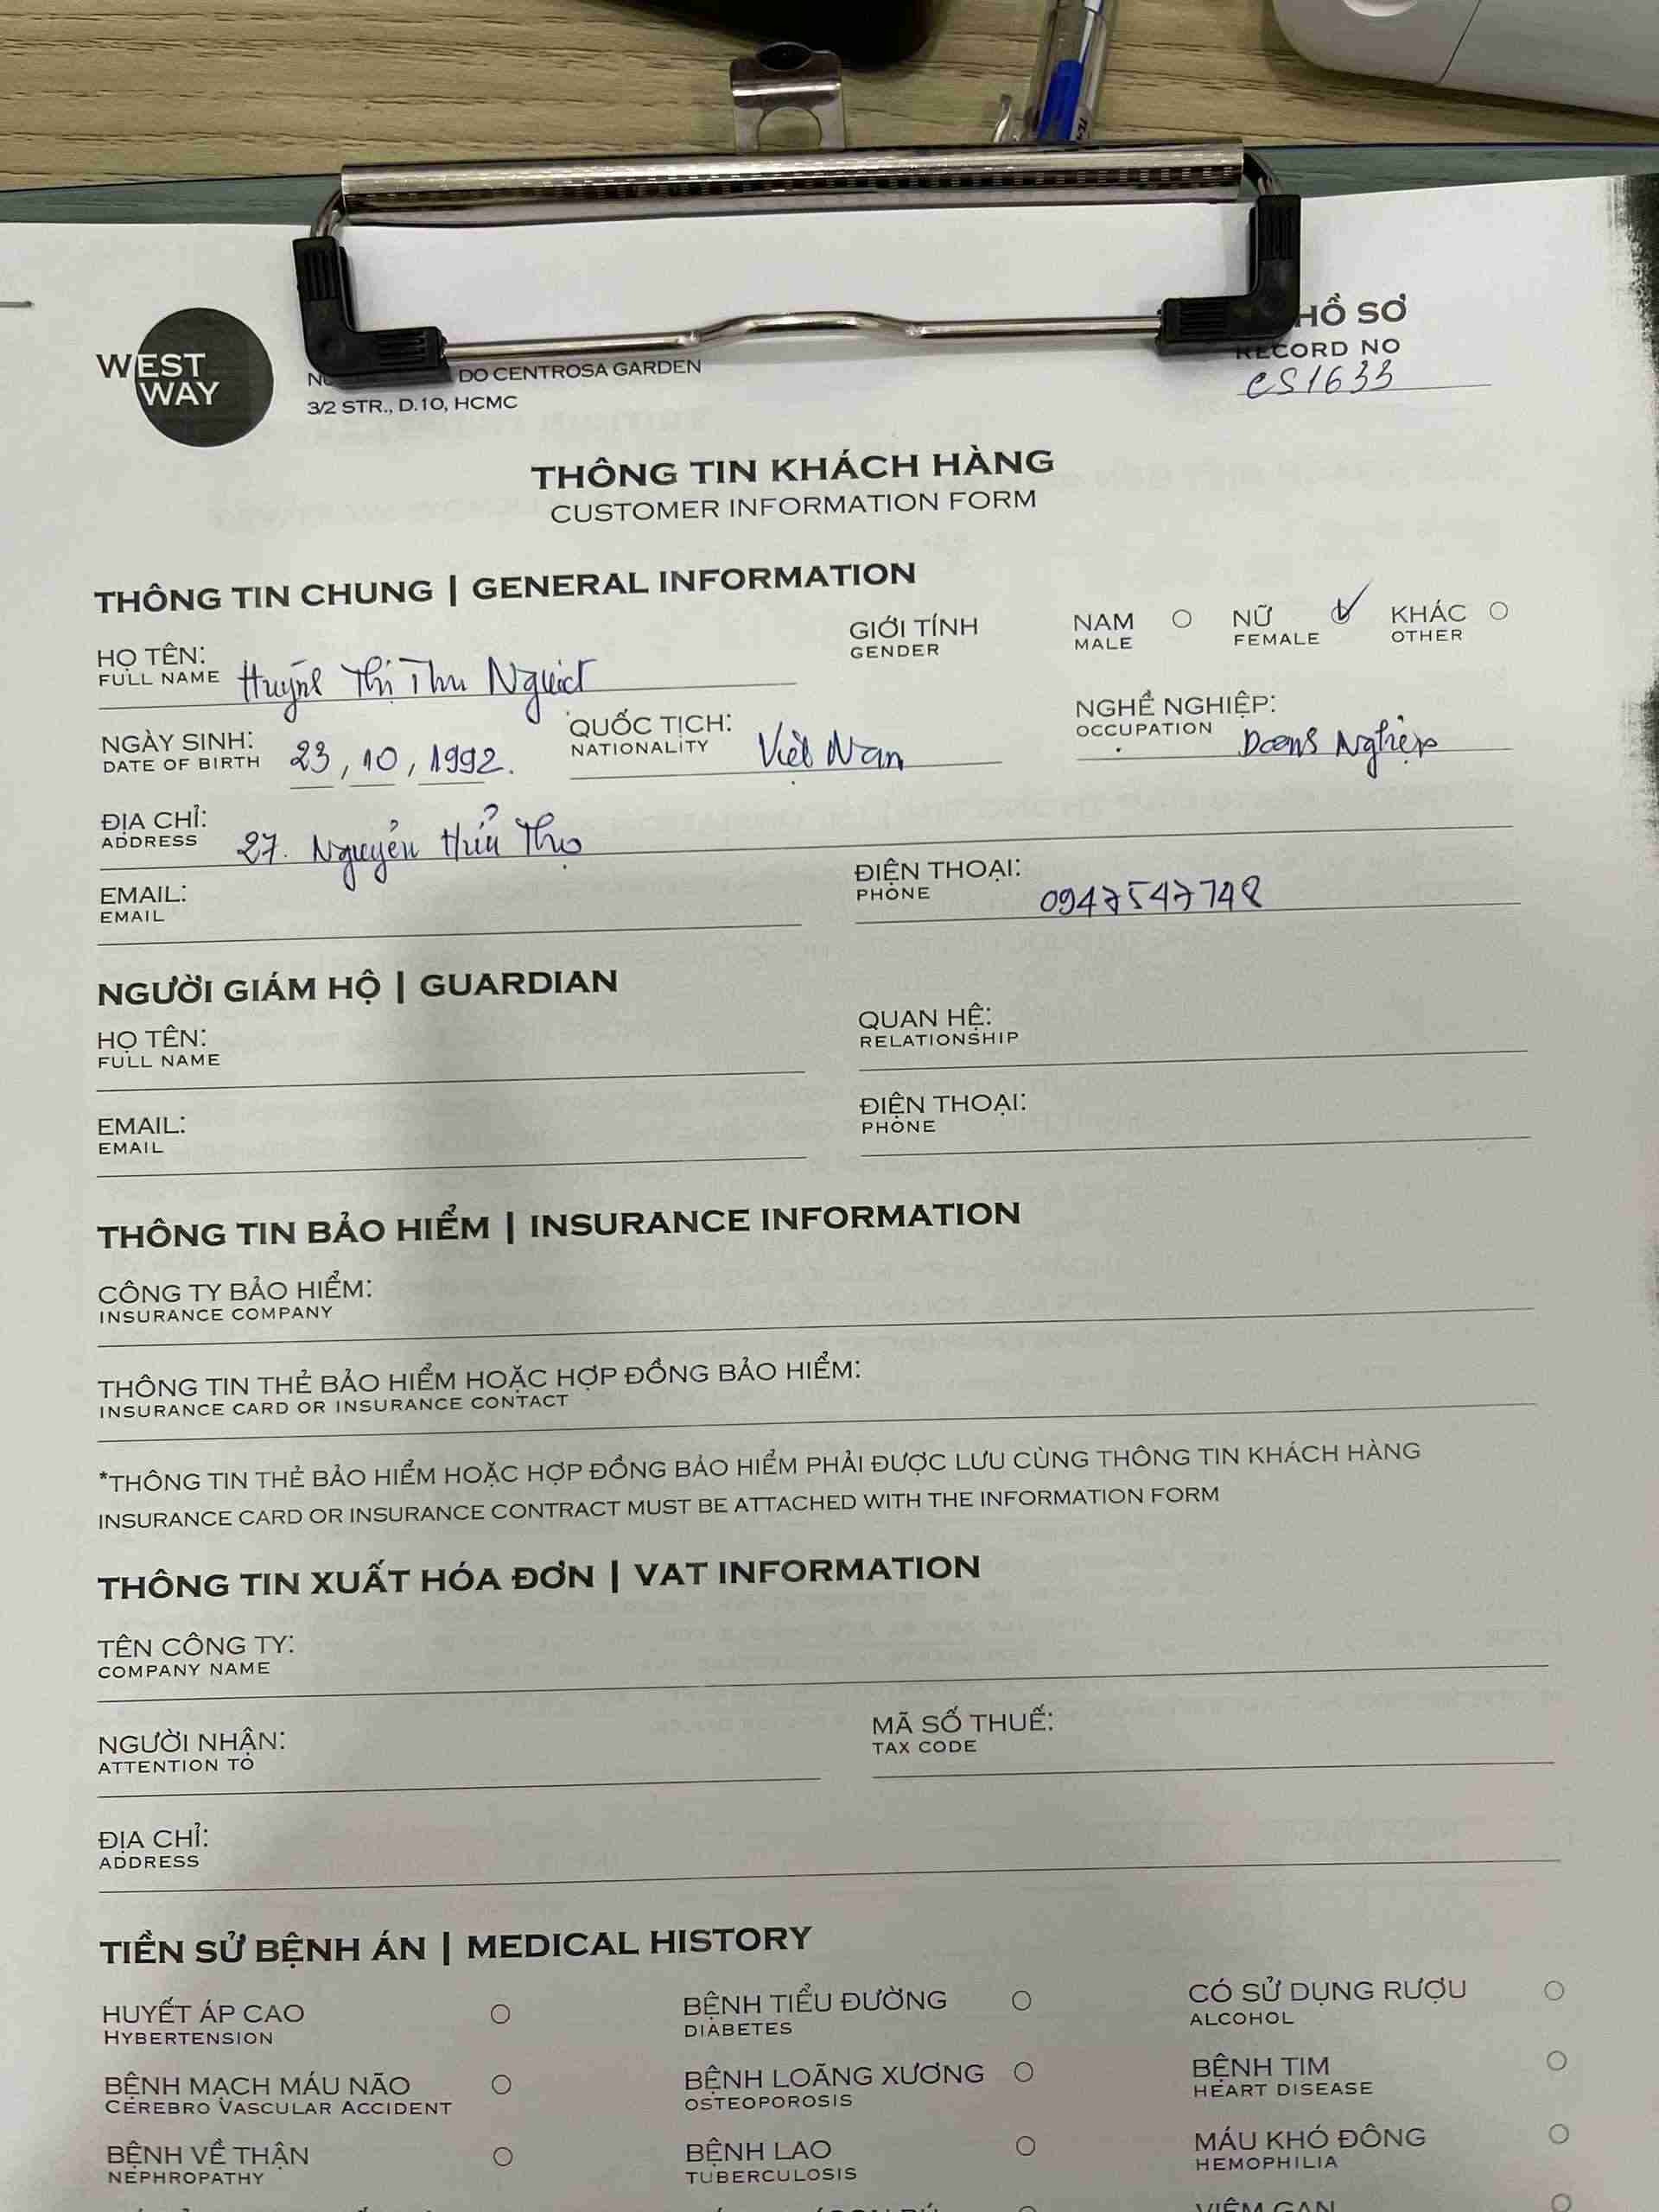 WEST
WAY
DO CENTROSA GARDEN
3/2 STR., D.10, HCMC
HỒ SƠ
RECORD NO
CS1633
THÔNG TIN KHÁCH HÀNG
CUSTOMER INFORMATION FORM
THÔNG TIN CHUNG | GENERAL INFORMATION
HỌ TÊN: Huỳnh Thị Thu Nguyệt
FULL NAME
GIỚI TÍNH NAM NỮ KHÁC
GENDER MALE FEMALE OTHER
NGÀY SINH: 23, 10, 1992.
DATE OF BIRTH
QUỐC TỊCH: Việt Nam
NATIONALITY
NGHỀ NGHIỆP: Doanh Nghiệp
OCCUPATION
ĐỊA CHỈ: 27. Nguyễn Hữu Thọ
ADDRESS
EMAIL:
EMAIL
ĐIỆN THOẠI: 0947547748
PHONE
NGƯỜI GIÁM HỘ | GUARDIAN
HỌ TÊN:
FULL NAME
QUAN HỆ:
RELATIONSHIP
EMAIL:
EMAIL
ĐIỆN THOẠI:
PHONE
THÔNG TIN BẢO HIỂM | INSURANCE INFORMATION
CÔNG TY BẢO HIỂM:
INSURANCE COMPANY
THÔNG TIN THẺ BẢO HIỂM HOẶC HỢP ĐỒNG BẢO HIỂM:
INSURANCE CARD OR INSURANCE CONTACT
*THÔNG TIN THẺ BẢO HIỂM HOẶC HỢP ĐỒNG BẢO HIỂM PHẢI ĐƯỢC LƯU CÙNG THÔNG TIN KHÁCH HÀNG
INSURANCE CARD OR INSURANCE CONTRACT MUST BE ATTACHED WITH THE INFORMATION FORM
THÔNG TIN XUẤT HÓA ĐƠN | VAT INFORMATION
TÊN CÔNG TY:
COMPANY NAME
NGƯỜI NHẬN:
ATTENTION TO
MÃ SỐ THUẾ:
TAX CODE
ĐỊA CHỈ:
ADDRESS
TIỀN SỬ BỆNH ÁN | MEDICAL HISTORY
HUYẾT ÁP CAO
HYBERTENSION
BỆNH TIỂU ĐƯỜNG
DIABETES
CÓ SỬ DỤNG RƯỢU
ALCOHOL
BỆNH MẠCH MÁU NÃO
CEREBRO VASCULAR ACCIDENT
BỆNH LOÃNG XƯƠNG
OSTEOPOROSIS
BỆNH TIM
HEART DISEASE
BỆNH VỀ THẬN
NEPHROPATHY
BỆNH LAO
TUBERCULOSIS
MÁU KHÓ ĐÔNG
HEMOPHILIA
VIÊM GAN